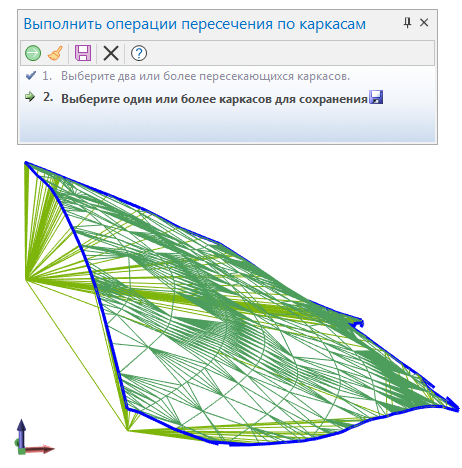 Выполнить операции пересечения по каркасам
1. Выберите два или более пересекающихся каркасов.
2. Выберите один или более каркасов для сохранения